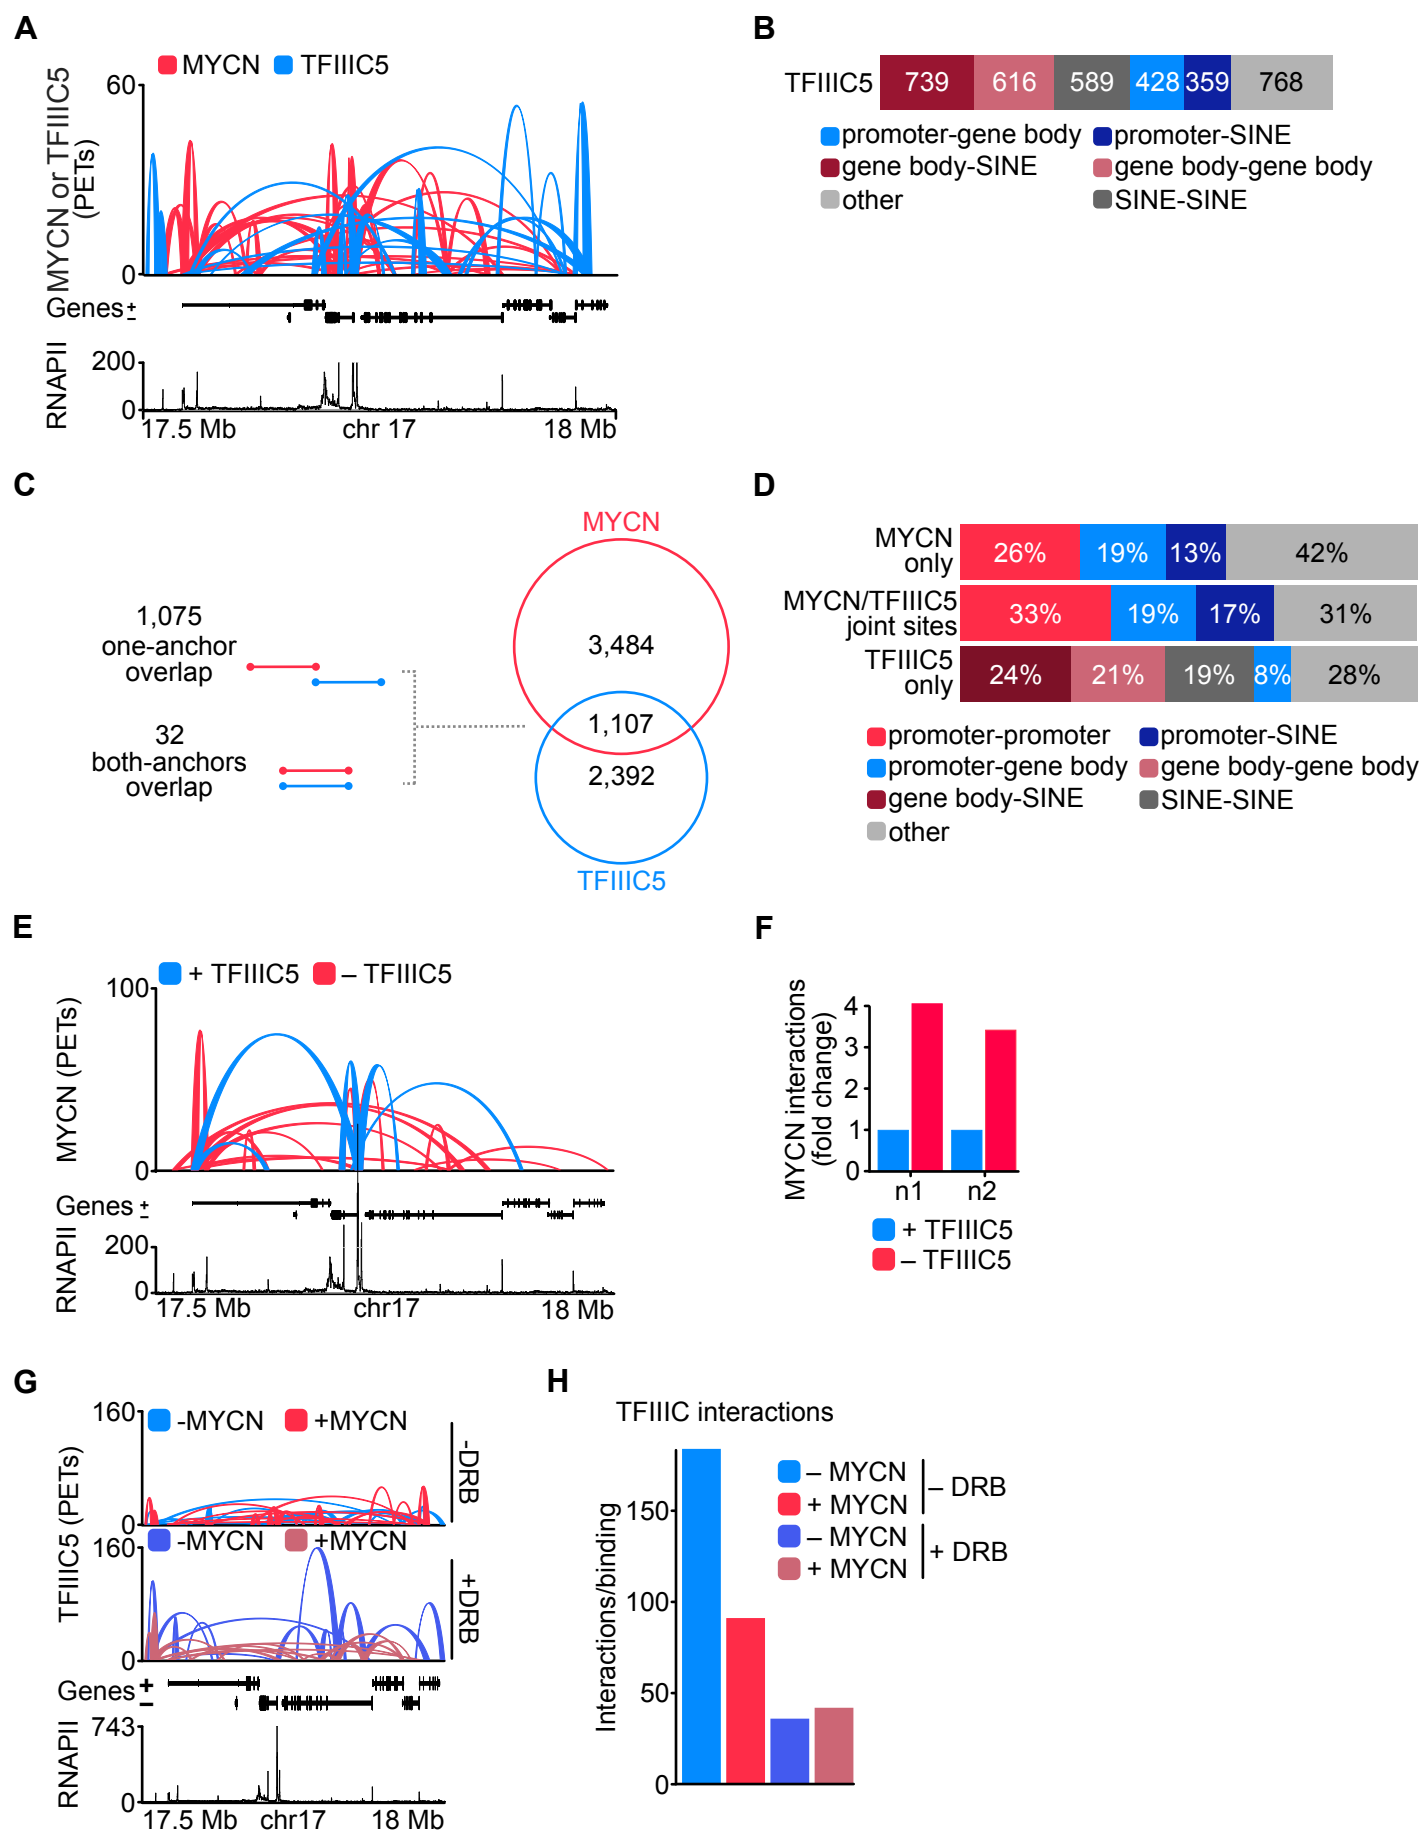 A
MYCN TFIIIC5
MYCN or TFIIIC5
(PETs)
60
0
Genes + –
RNAPII
200
0
17.5 Mb chr 17 18 Mb
B
TFIIIC5 739 616 589 428 359 768
promoter-gene body promoter-SINE
gene body-SINE gene body-gene body
other SINE-SINE
C
MYCN
1,075
one-anchor
overlap
3,484
1,107
32
both-anchors
overlap
2,392
TFIIIC5
D
MYCN
only
26% 19% 13% 42%
MYCN/TFIIIC5
joint sites
33% 19% 17% 31%
TFIIIC5
only
24% 21% 19% 8% 28%
promoter-promoter promoter-SINE
promoter-gene body gene body-gene body
gene body-SINE SINE-SINE
other
E
+ TFIIIC5 – TFIIIC5
MYCN (PETs)
100
0
Genes + –
RNAPII
200
0
17.5 Mb chr17 18 Mb
F
MYCN interactions
(fold change)
4
3
2
1
0
n1 n2
+ TFIIIC5
– TFIIIC5
G
TFIIIC5 (PETs)
160
-MYCN +MYCN
-DRB
0
160
-MYCN +MYCN
+DRB
0
Genes + –
RNAPII
743
0
17.5 Mb chr17 18 Mb
H
TFIIIC interactions
Interactions/binding
150
100
50
0
– MYCN
+ MYCN
– DRB
– MYCN
+ MYCN
+ DRB